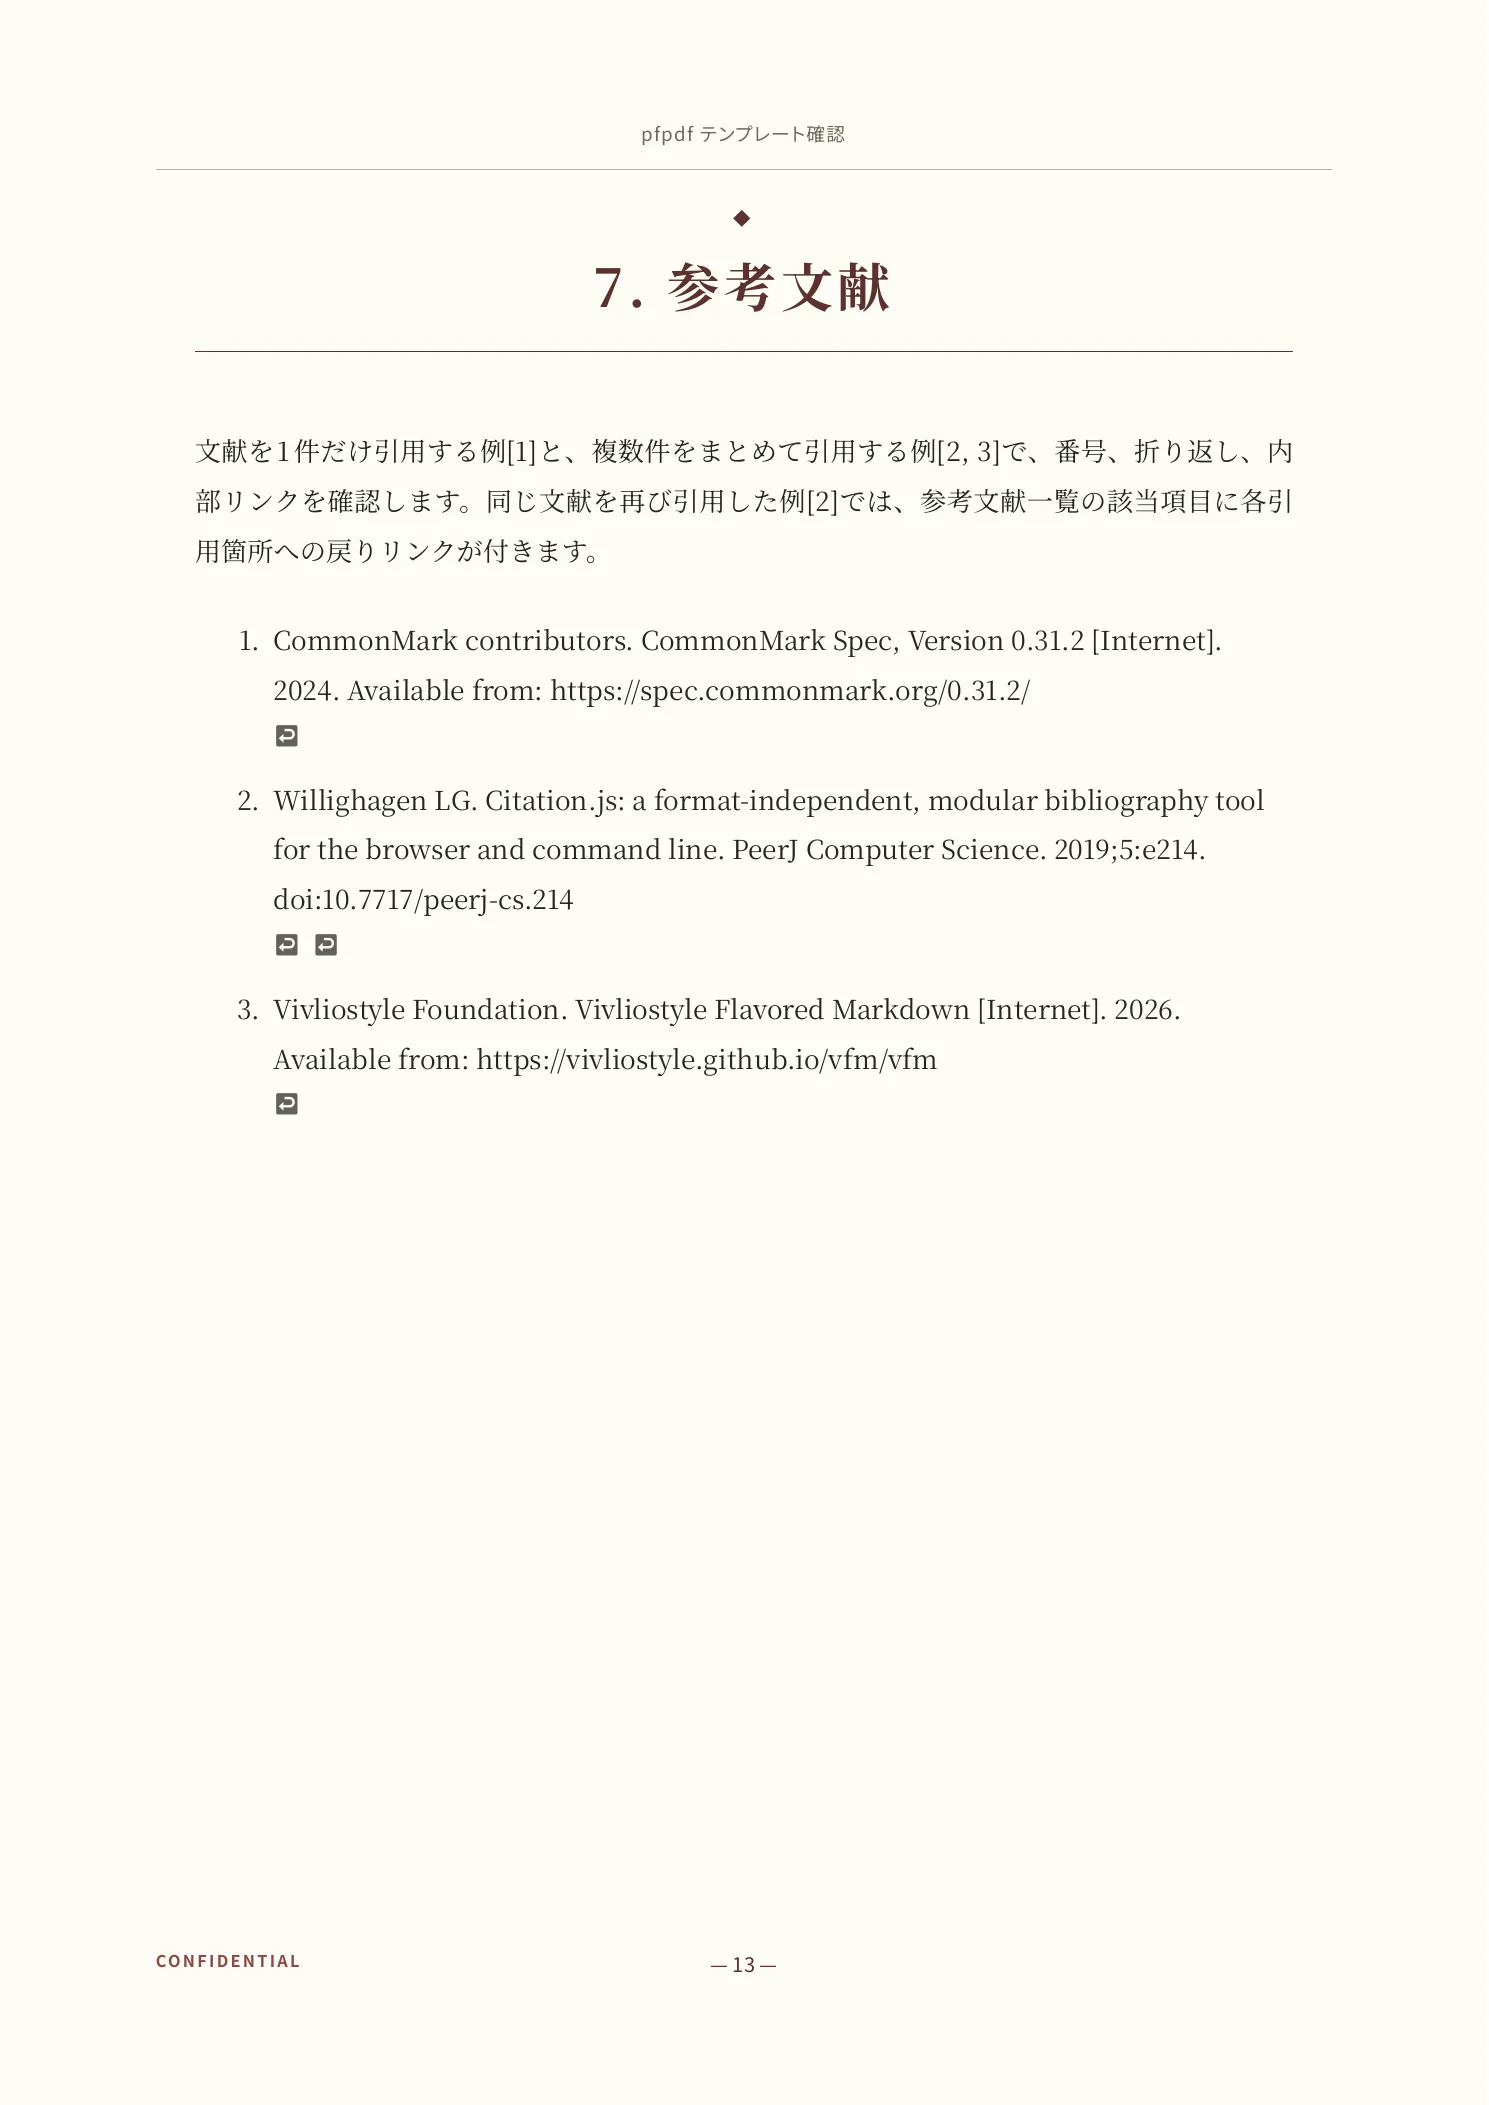 pfpdf テンプレート確認
◆
7. 参考文献
文献を1件だけ引用する例[1]と、複数件をまとめて引用する例[2, 3]で、番号、折り返し、内
部リンクを確認します。同じ文献を再び引用した例[2]では、参考文献一覧の該当項目に各引
用箇所への戻りリンクが付きます。
1. CommonMark contributors. CommonMark Spec, Version 0.31.2 [Internet].
2024. Available from: https://spec.commonmark.org/0.31.2/
↩
2. Willighagen LG. Citation.js: a format-independent, modular bibliography tool
for the browser and command line. PeerJ Computer Science. 2019;5:e214.
doi:10.7717/peerj-cs.214
↩ ↩
3. Vivliostyle Foundation. Vivliostyle Flavored Markdown [Internet]. 2026.
Available from: https://vivliostyle.github.io/vfm/vfm
↩
CONFIDENTIAL
— 13 —